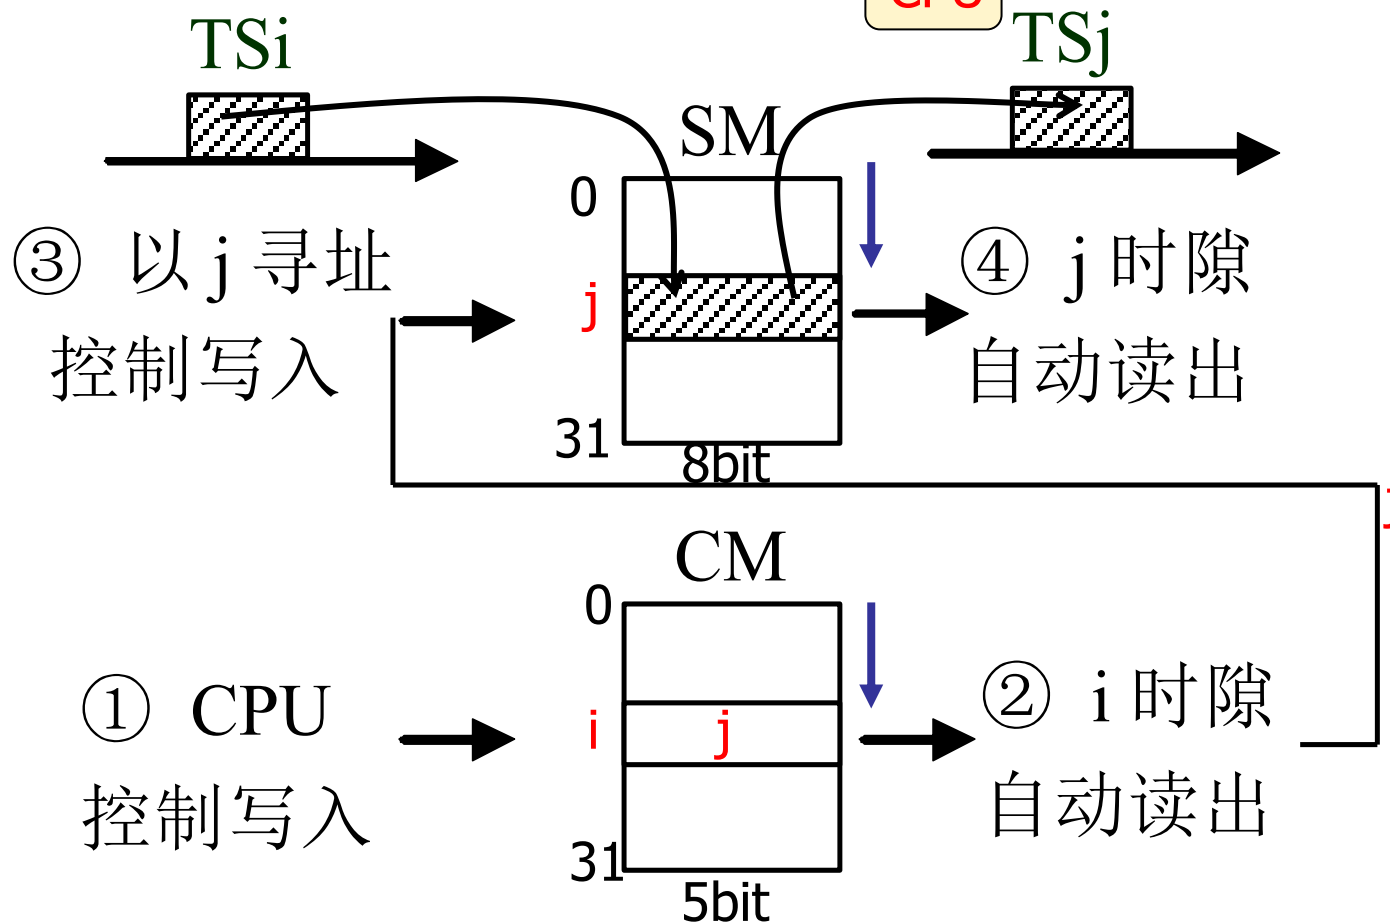 CPU
TSi
TSj
SM
0
③ 以 j 寻址
控制写入
j
④ j 时隙
自动读出
31
8bit
j
CM
0
① CPU
控制写入
i
j
② i 时隙
自动读出
31
5bit